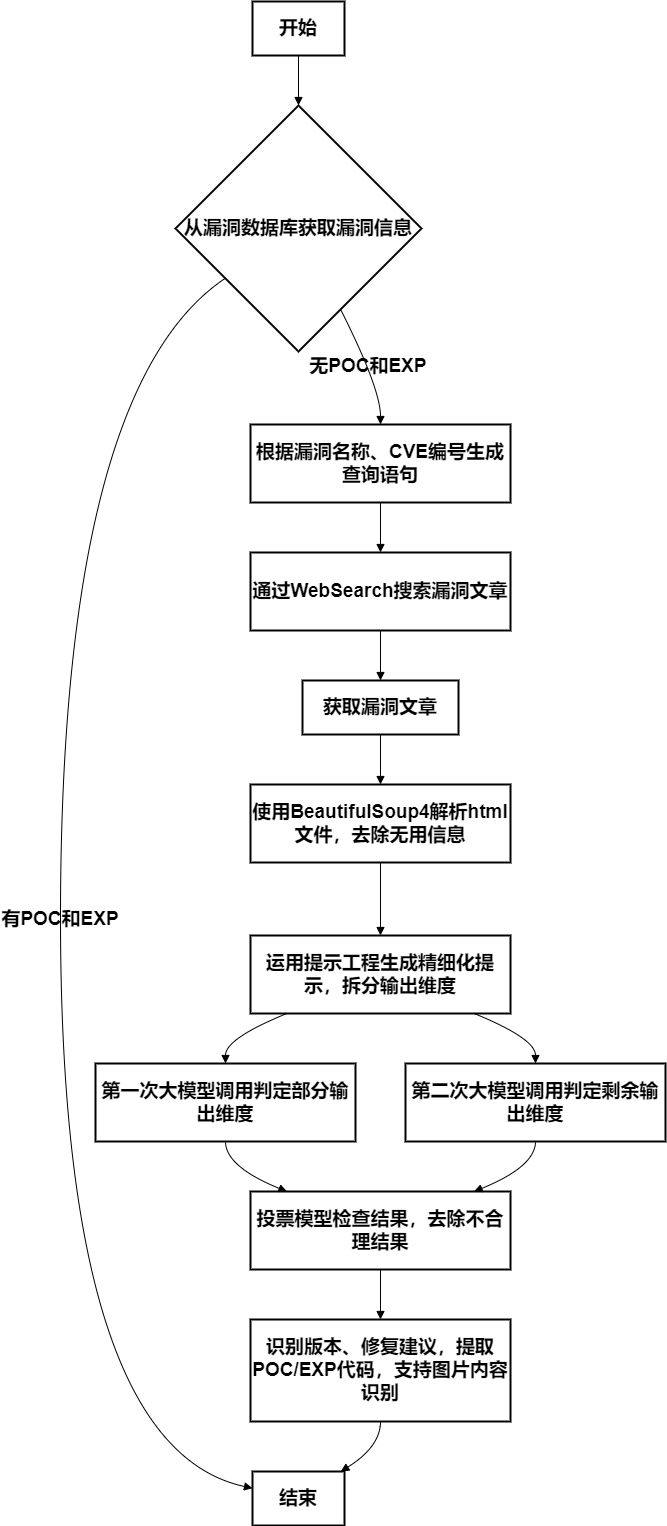 开始
从漏洞数据库获取漏洞信息
无POC和EXP
根据漏洞名称、CVE编号生成
查询语句
通过WebSearch搜索漏洞文章
获取漏洞文章
使用BeautifulSoup4解析html
文件，去除无用信息
有POC和EXP
运用提示工程生成精细化提
示，拆分输出维度
第一次大模型调用判定部分输
出维度
第二次大模型调用判定剩余输
出维度
投票模型检查结果，去除不合
理结果
识别版本、修复建议，提取
POC/EXP代码，支持图片内容
识别
结束